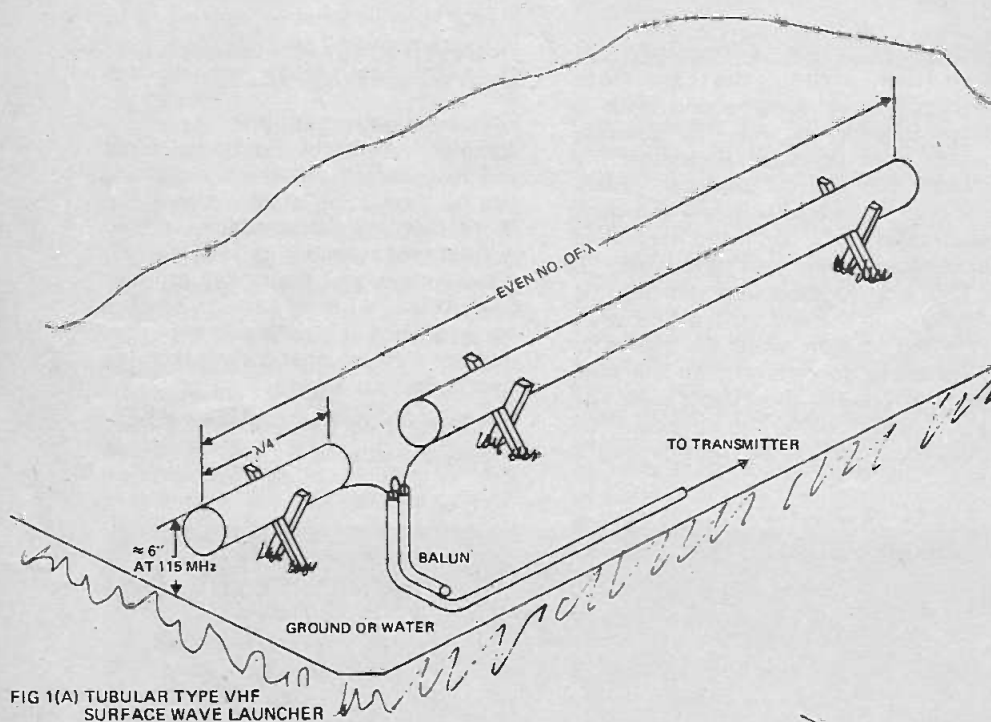 EVEN NO. OF λ
λ/4
TO TRANSMITTER
≈ 6"
AT 115 MHz
BALUN
GROUND OR WATER
FIG 1(A) TUBULAR TYPE VHF
SURFACE WAVE LAUNCHER